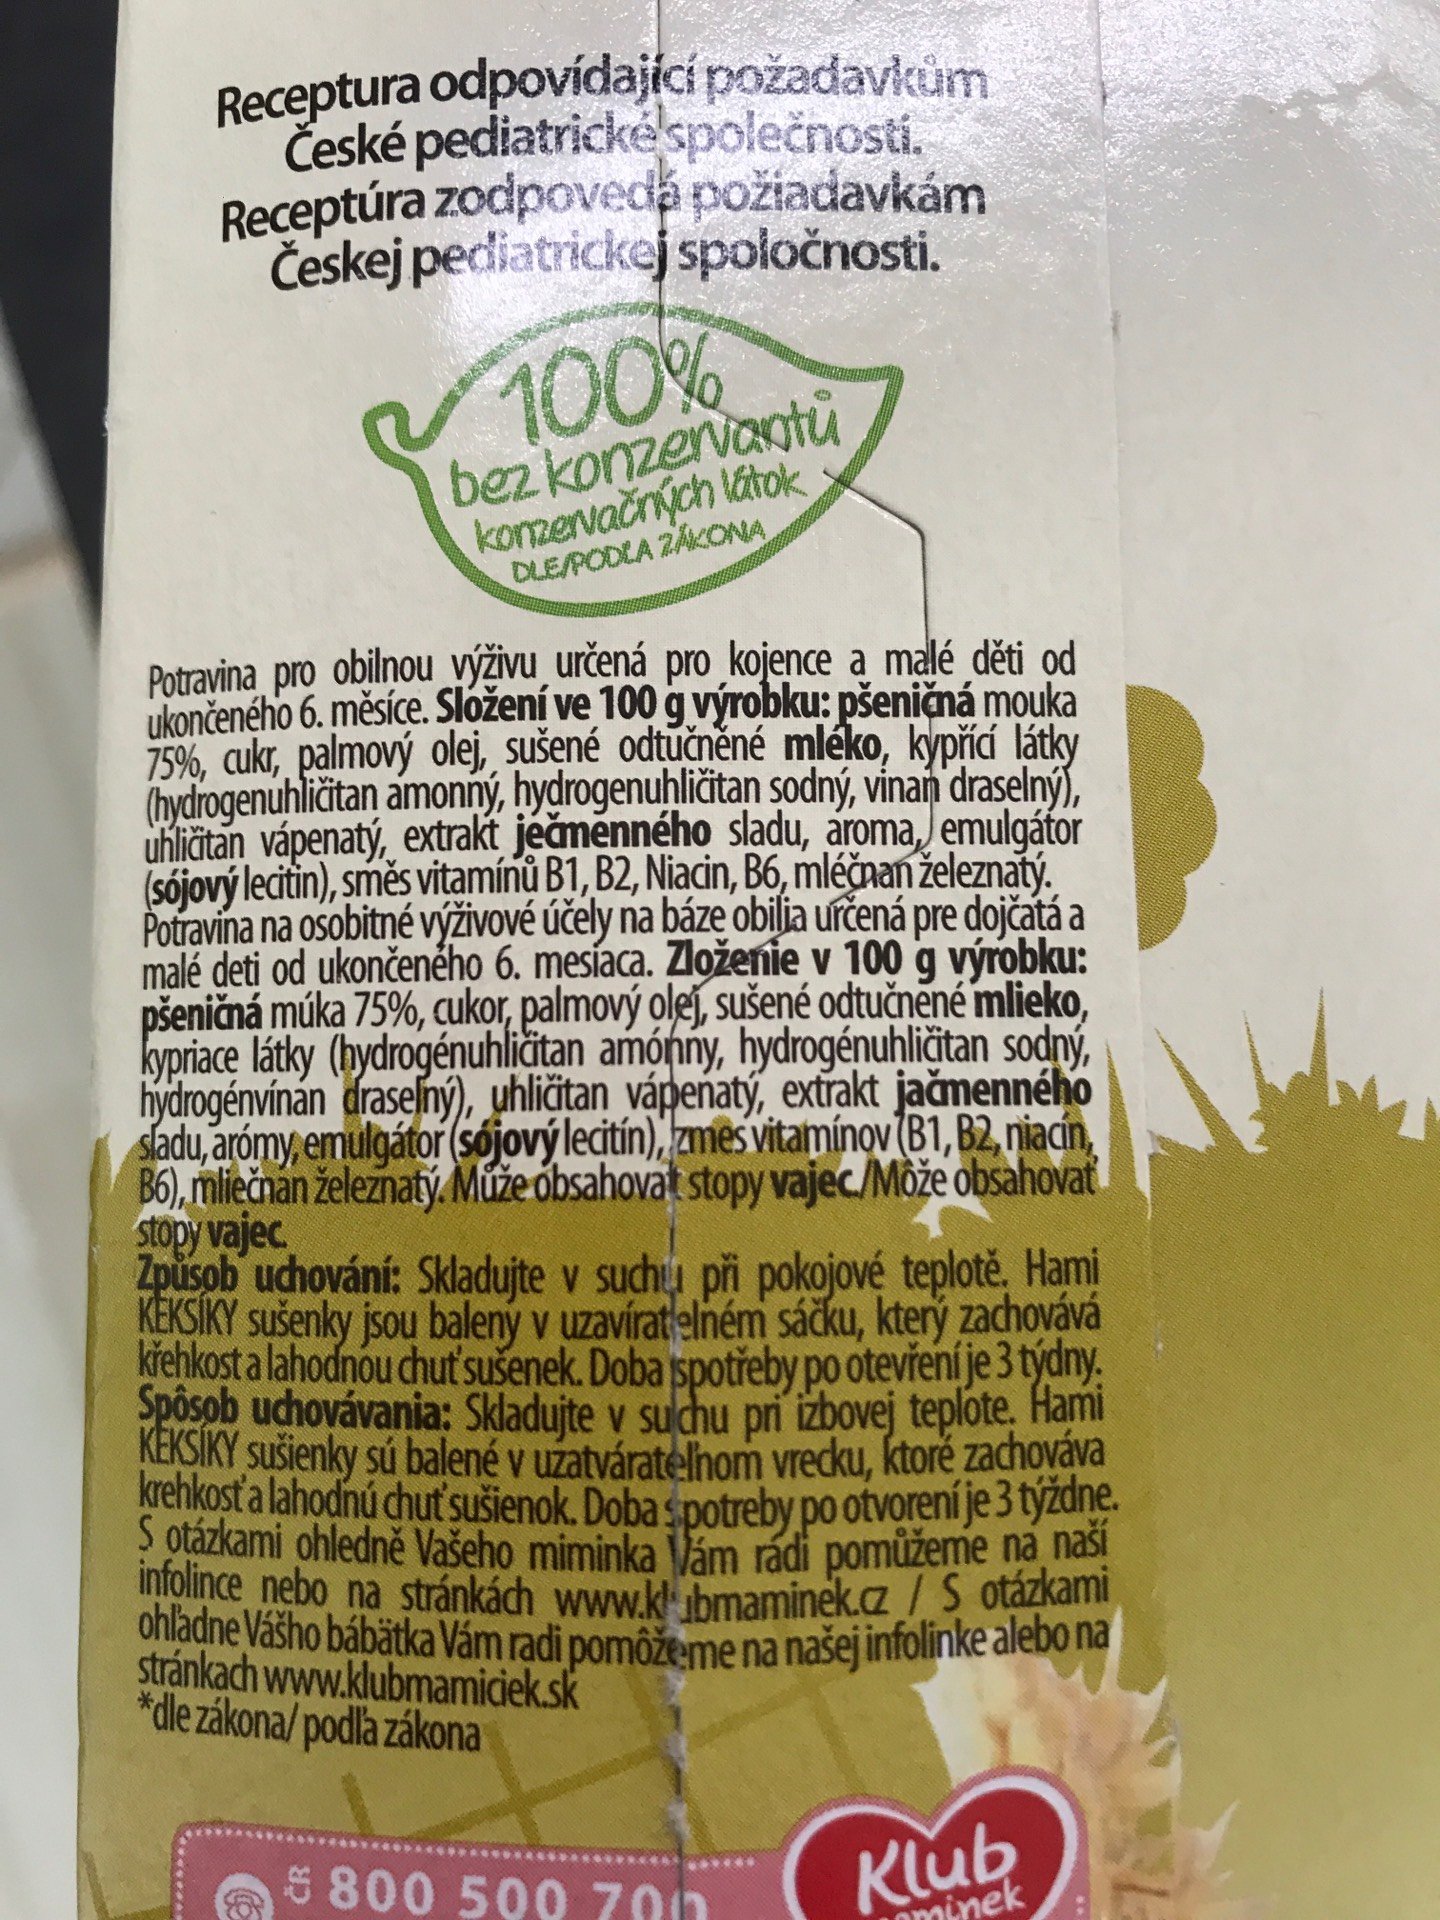 Receptura odpovídající požadavkům
České pediatrické společnosti.
Receptúra zodpovedá požiadavkám
Českej pediatrickej spoločnosti.
100%
bez konzervantů
konzervačných látok
DLE/PODĽA ZÁKONA
Potravina pro obilnou výživu určená pro kojence a malé děti od
ukončeného 6. měsíce. Složení ve 100 g výrobku: pšeničná mouka
75%, cukr, palmový olej, sušené odtučněné mléko, kypřící látky
(hydrogenuhličitan amonný, hydrogenuhličitan sodný, vinan draselný),
uhličitan vápenatý, extrakt ječmenného sladu, aroma, emulgátor
(sójový lecitin), směs vitamínů B1, B2, Niacin, B6, mléčnan železnatý.
Potravina na osobitné výživové účely na báze obilia určená pre dojčatá a
malé deti od ukončeného 6. mesiaca. Zloženie v 100 g výrobku:
pšeničná múka 75%, cukor, palmový olej, sušené odtučnené mlieko,
kypriace látky (hydrogénuhličitan amónny, hydrogénuhličitan sodný,
hydrogénvínan draselný), uhličitan vápenatý, extrakt jačmenného
sladu, arómy, emulgátor (sójový lecitín), zmes vitamínov (B1, B2, niacín,
B6), mliečnan železnatý. Může obsahovat stopy vajec./Môže obsahovať
stopy vajec.
Způsob uchování: Skladujte v suchu při pokojové teplotě. Hami
KEKSÍKY sušenky jsou baleny v uzavíratelném sáčku, který zachovává
křehkost a lahodnou chuť sušenek. Doba spotřeby po otevření je 3 týdny.
Spôsob uchovávania: Skladujte v suchu pri izbovej teplote. Hami
KEKSÍKY sušienky sú balené v uzatvárateľnom vrecku, ktoré zachováva
krehkosť a lahodnú chuť sušienok. Doba spotreby po otvorení je 3 týždne.
S otázkami ohledně Vašeho miminka Vám rádi pomůžeme na naší
infolince nebo na stránkách www.klubmaminek.cz / S otázkami
ohľadne Vášho bábätka Vám radi pomôžeme na našej infolinke alebo na
stránkach www.klubmamiciek.sk
*dle zákona/ podľa zákona
ČR 800 500 700
Klub
maminek